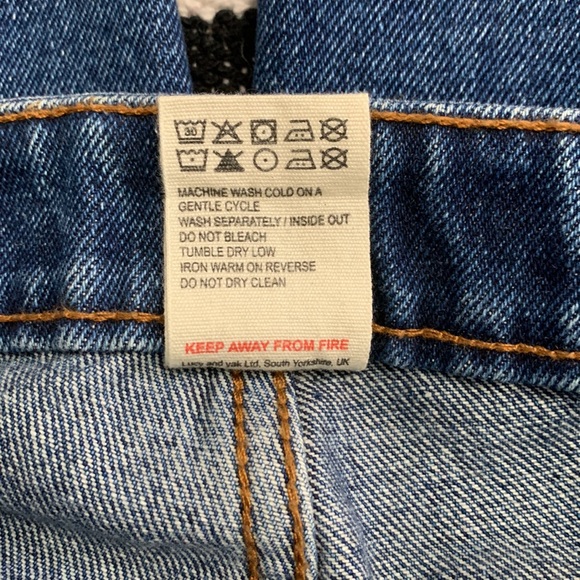 30
MACHINE WASH COLD ON A
GENTLE CYCLE
WASH SEPARATELY / INSIDE OUT
DO NOT BLEACH
TUMBLE DRY LOW
IRON WARM ON REVERSE
DO NOT DRY CLEAN
KEEP AWAY FROM FIRE
Lucy and yak Ltd. South Yorkshire, UK